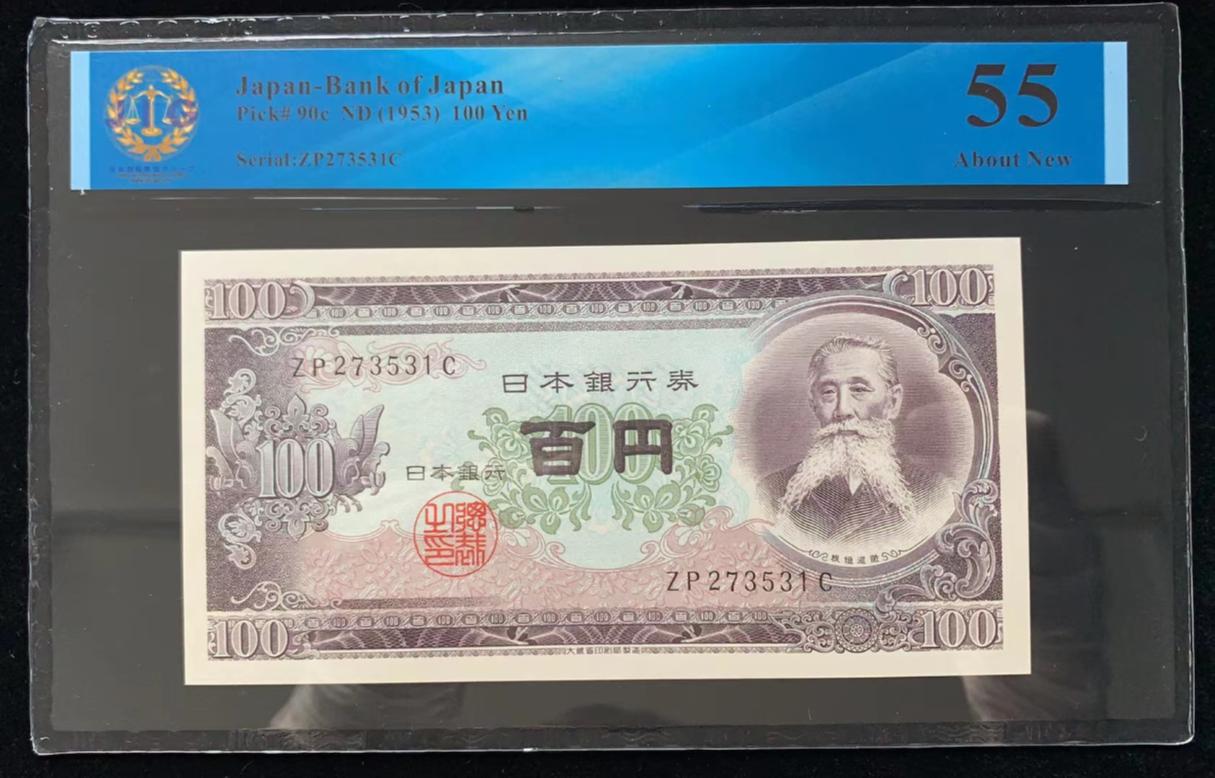 Japan-Bank of Japan
Pick# 90c ND (1953) 100 Yen
Serial:ZP273531C
55
About New
100
100
ZP273531C
日本銀行券
100
100
百円
日本銀行
ZP273531C
100
100